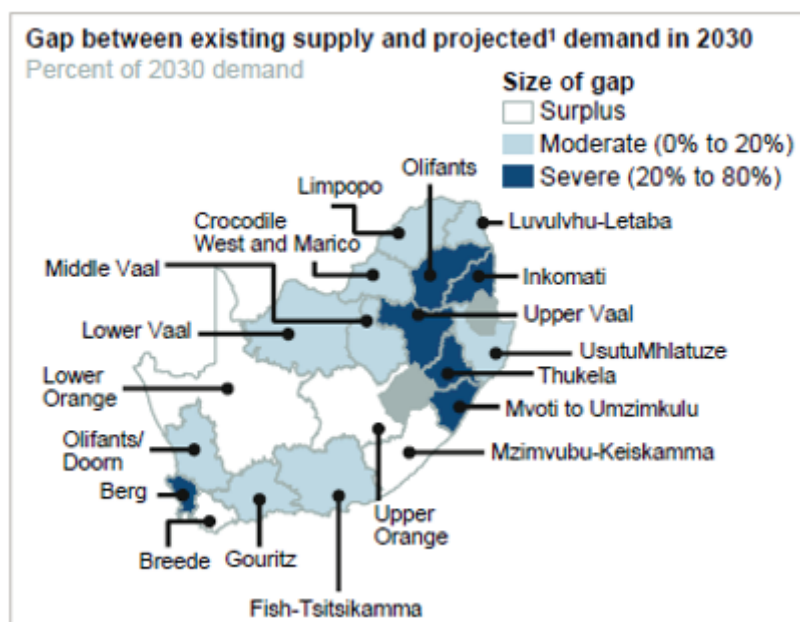 Gap between existing supply and projected¹ demand in 2030
Percent of 2030 demand
Size of gap
Surplus
Moderate (0% to 20%)
Severe (20% to 80%)
Olifants
Limpopo
Luvulvhu-Letaba
Crocodile
West and Marico
Middle Vaal
Inkomati
Upper Vaal
Lower Vaal
UsutuMhlatuze
Thukela
Lower
Orange
Mvoti to Umzimkulu
Olifants/
Doorn
Mzimvubu-Keiskamma
Berg
Upper
Orange
Breede
Gouritz
Fish-Tsitsikamma